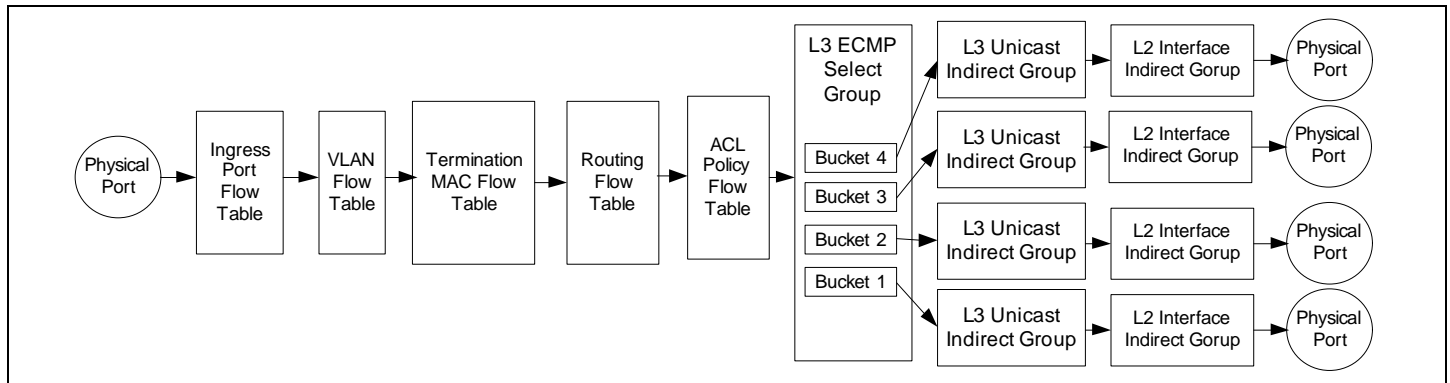 Physical
Port
Ingress
Port
Flow
Table
VLAN
Flow
Table
Termination
MAC Flow
Table
Routing
Flow
Table
ACL
Policy
Flow
Table
L3 ECMP
Select
Group
Bucket 4
Bucket 3
Bucket 2
Bucket 1
L3 Unicast
Indirect Group
L2 Interface
Indirect Gorup
Physical
Port
L3 Unicast
Indirect Group
L2 Interface
Indirect Gorup
Physical
Port
L3 Unicast
Indirect Group
L2 Interface
Indirect Gorup
Physical
Port
L3 Unicast
Indirect Group
L2 Interface
Indirect Gorup
Physical
Port